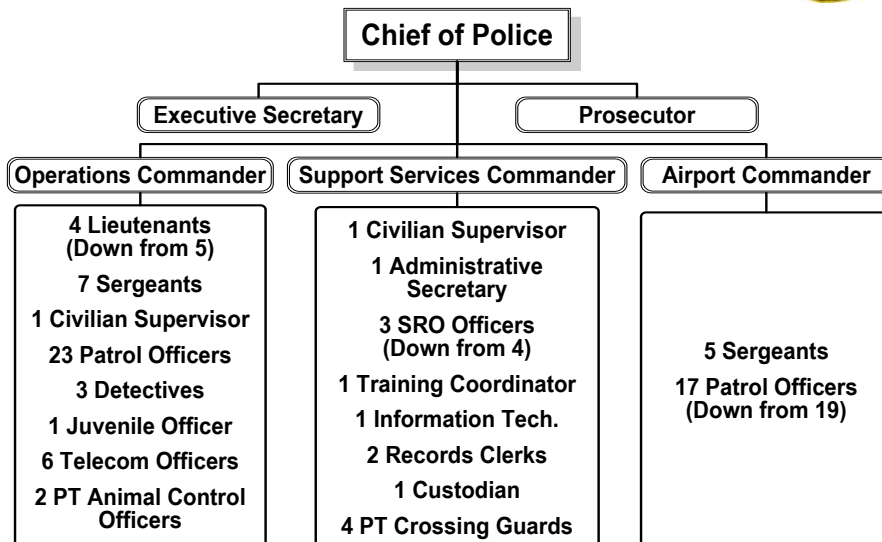 Chief of Police
Executive Secretary
Prosecutor
Operations Commander
Support Services Commander
Airport Commander
4 Lieutenants
(Down from 5)
7 Sergeants
1 Civilian Supervisor
23 Patrol Officers
3 Detectives
1 Juvenile Officer
6 Telecom Officers
2 PT Animal Control
Officers
1 Civilian Supervisor
1 Administrative
Secretary
3 SRO Officers
(Down from 4)
1 Training Coordinator
1 Information Tech.
2 Records Clerks
1 Custodian
4 PT Crossing Guards
5 Sergeants
17 Patrol Officers
(Down from 19)